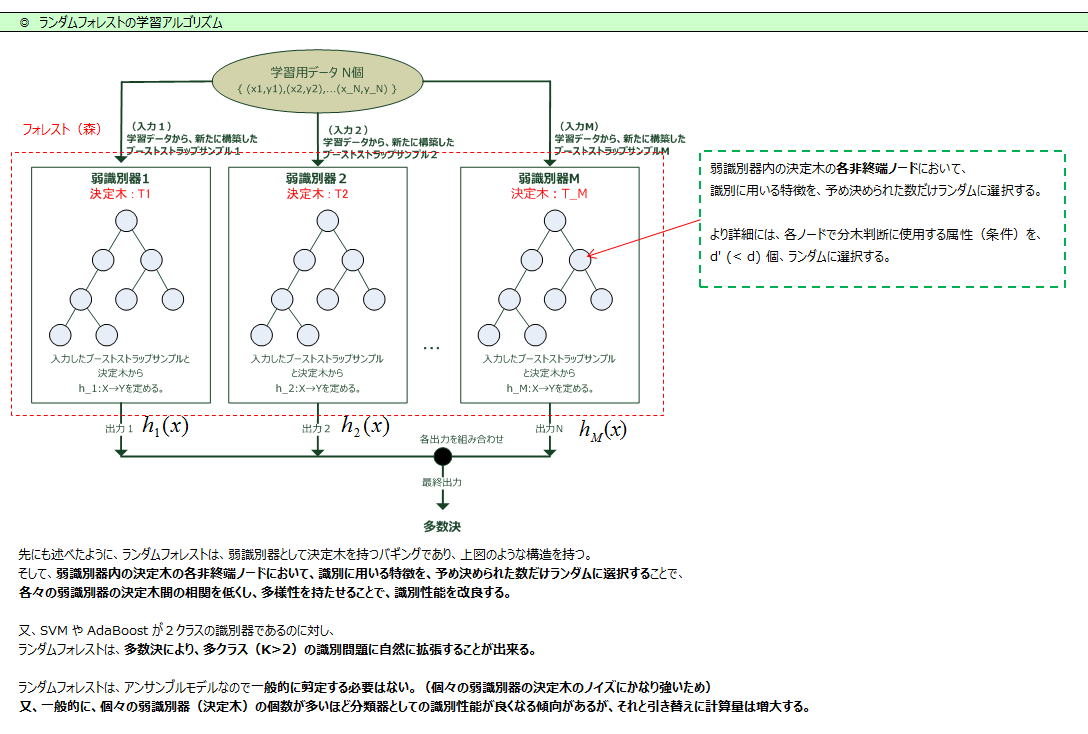 ◎ ランダムフォレストの学習アルゴリズム
学習用データ N個
{ (x1,y1),(x2,y2),...(x_N,y_N) }
フォレスト（森）
（入力１）
学習データから、新たに構築した
ブーストストラップサンプル１
（入力２）
学習データから、新たに構築した
ブーストストラップサンプル２
（入力M）
学習データから、新たに構築した
ブーストストラップサンプルM
弱識別器1
決定木：T1
弱識別器２
決定木：T2
弱識別器M
決定木：T_M
弱識別器内の決定木の各非終端ノードにおいて、
識別に用いる特徴を、予め決められた数だけランダムに選択する。
より詳細には、各ノードで分木判断に使用する属性（条件）を、
d' (< d) 個、ランダムに選択する。
入力したブーストストラップサンプルと
決定木から
h_1:X→Yを定める。
入力したブーストストラップサンプル
と決定木から
h_2:X→Yを定める。
…
入力したブーストストラップサンプル
と決定木から
h_M:X→Yを定める。
出力１ h1(x)
出力２ h2(x)
出力N hM(x)
各出力を組み合わせ
最終出力
多数決
先にも述べたように、ランダムフォレストは、弱識別器として決定木を持つバギングであり、上図のような構造を持つ。
そして、弱識別器内の決定木の各非終端ノードにおいて、識別に用いる特徴を、予め決められた数だけランダムに選択することで、
各々の弱識別器の決定木間の相関を低くし、多様性を持たせることで、識別性能を改良する。
又、SVM や AdaBoost が２クラスの識別器であるのに対し、
ランダムフォレストは、多数決により、多クラス（K>2）の識別問題に自然に拡張することが出来る。
ランダムフォレストは、アンサンブルモデルなので一般的に剪定する必要はない。（個々の弱識別器の決定木のノイズにかなり強いため）
又、一般的に、個々の弱識別器（決定木）の個数が多いほど分類器としての識別性能が良くなる傾向があるが、それと引き替えに計算量は増大する。